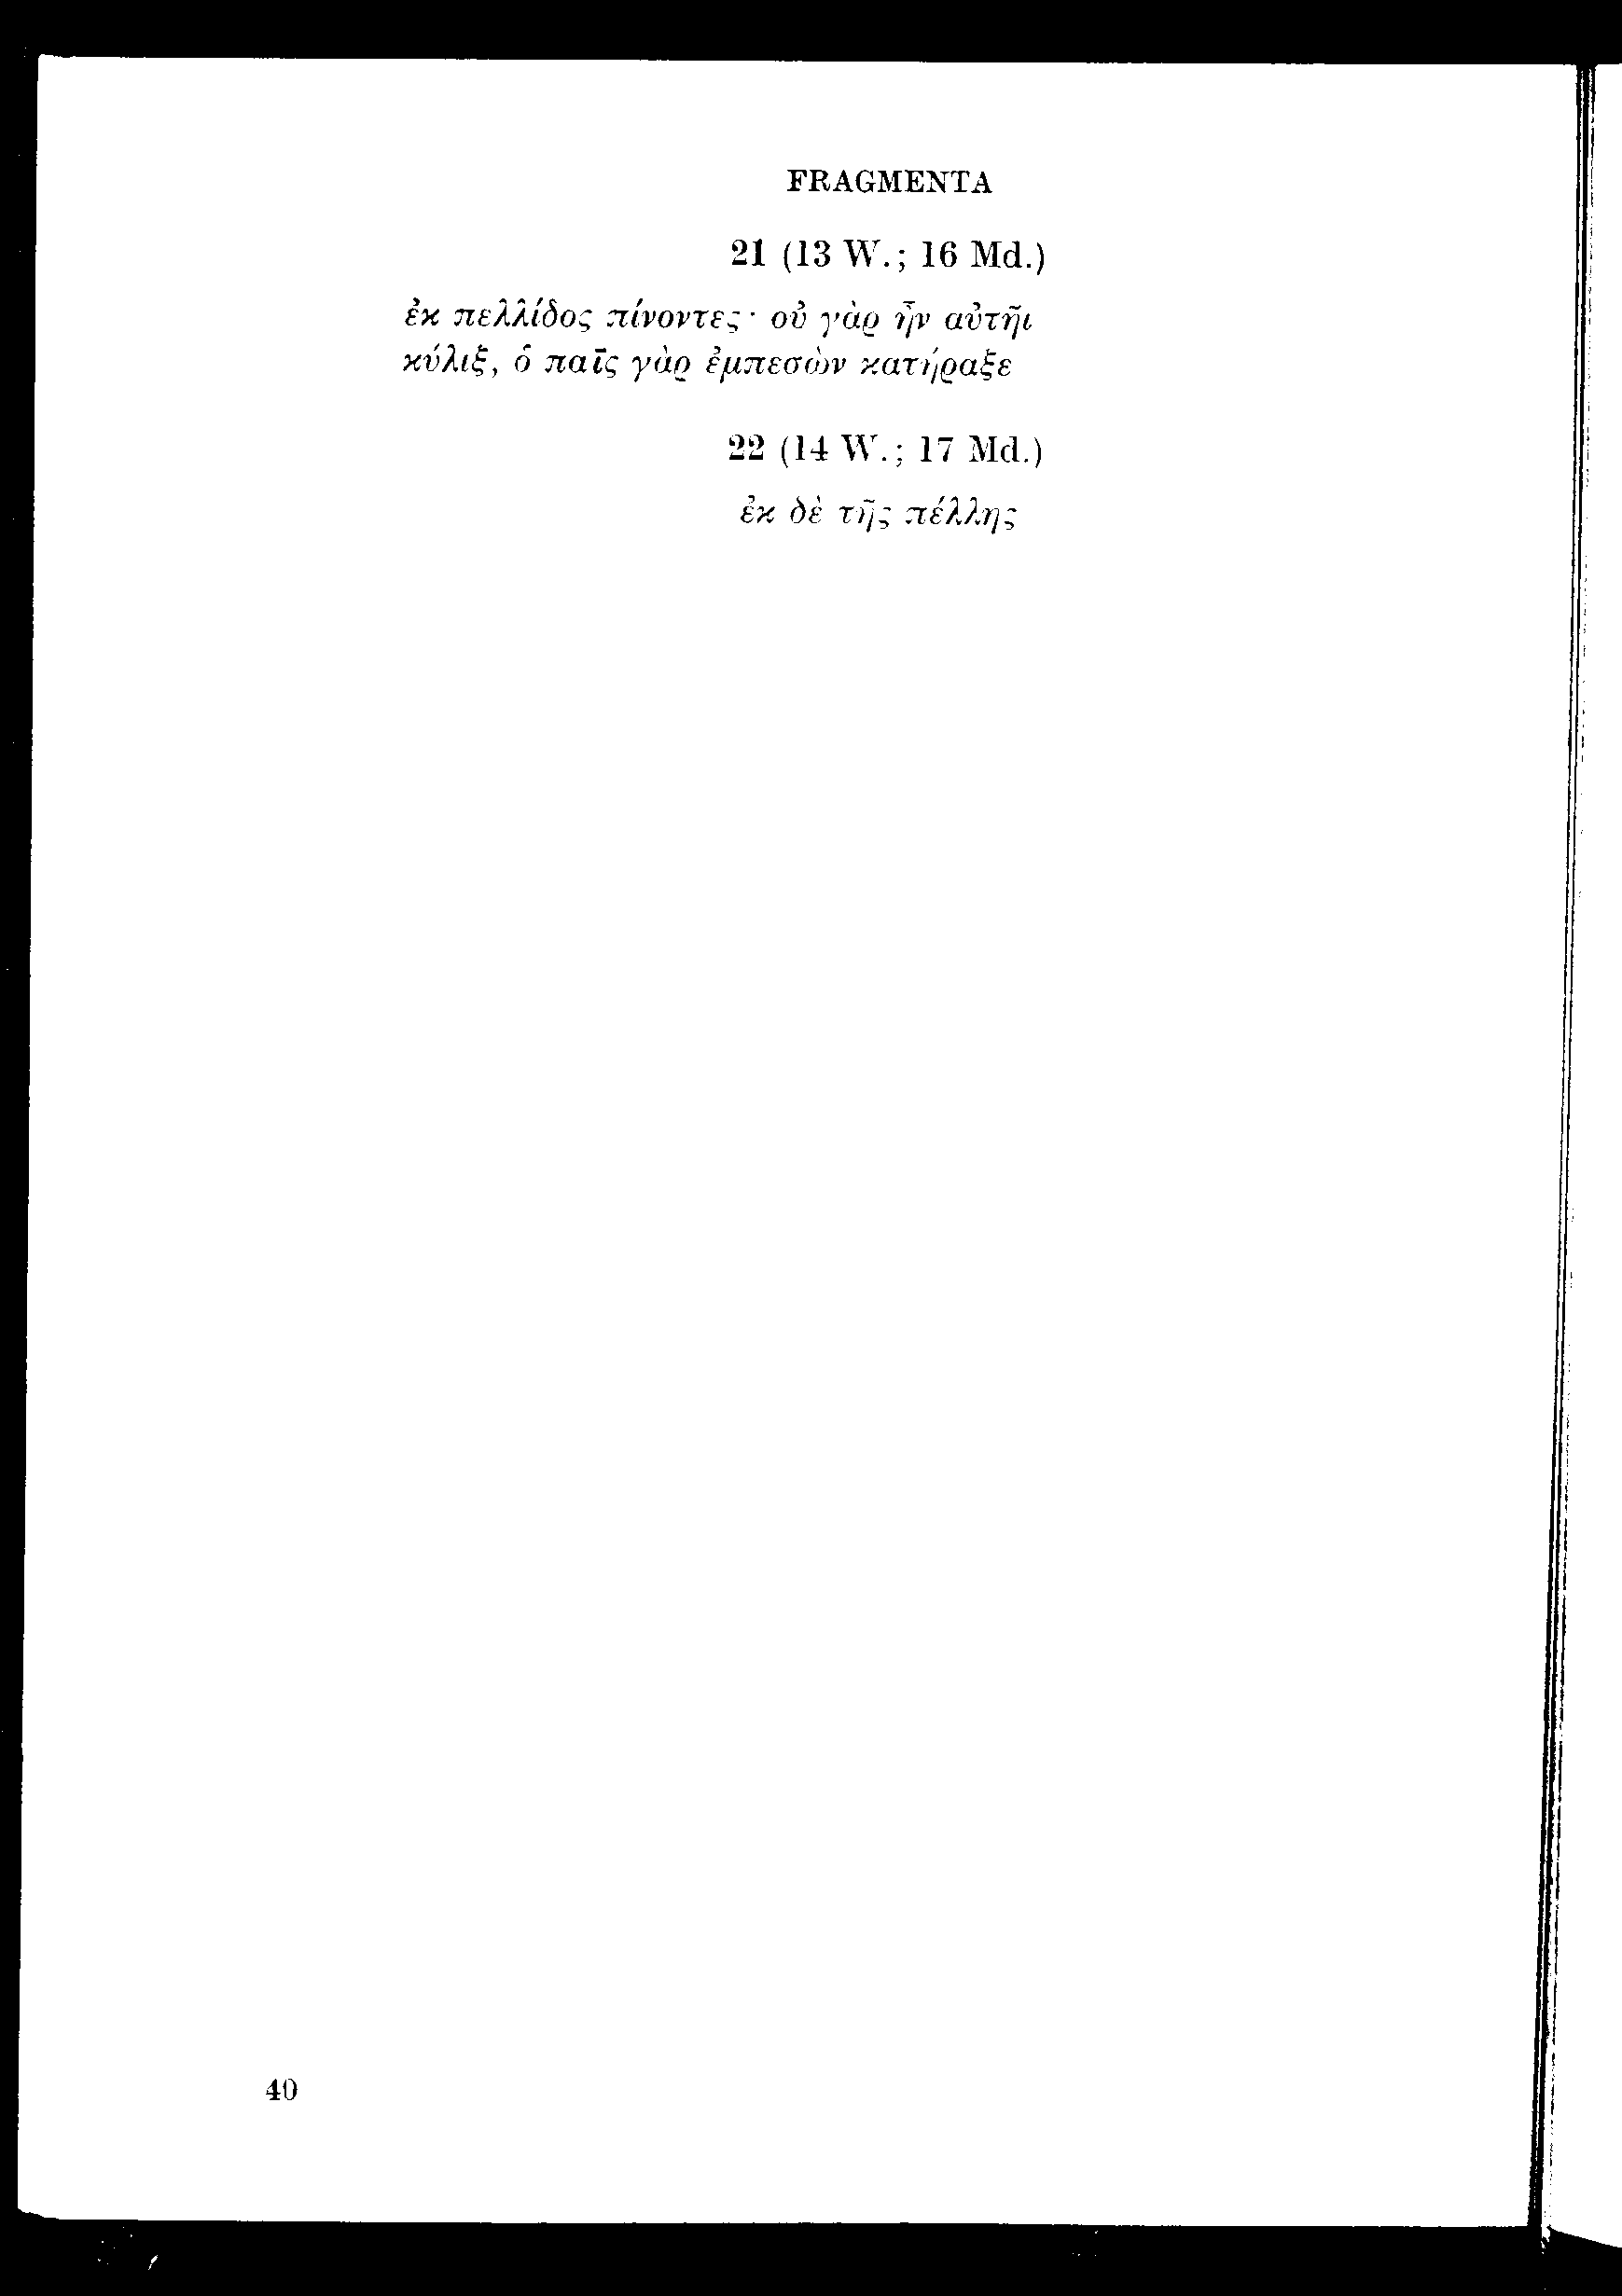 FRAGMENTA
21 (13 W.; 16 Md.)
ἐκ πελλίδος πίνοντες· οὐ γὰρ ἦν αὐτῆι
κύλιξ, ὁ παῖς γὰρ ἐμπεσὼν κατήραξε
22 (14 W.; 17 Md.)
ἐκ δὲ τῆς πέλλης
40